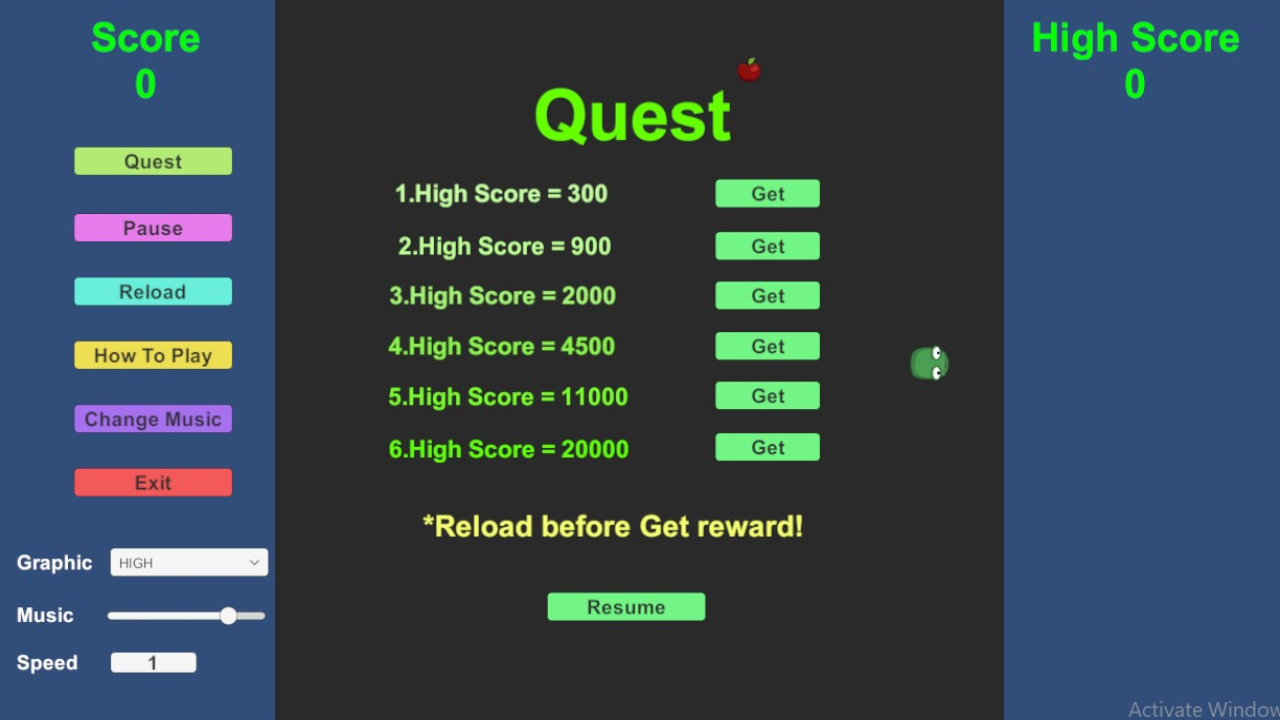 Score
0
Quest
Pause
Reload
How To Play
Change Music
Exit
Graphic HIGH
Music
Speed 1
Quest
1.High Score = 300 Get
2.High Score = 900 Get
3.High Score = 2000 Get
4.High Score = 4500 Get
5.High Score = 11000 Get
6.High Score = 20000 Get
*Reload before Get reward!
Resume
High Score
0
Activate Window